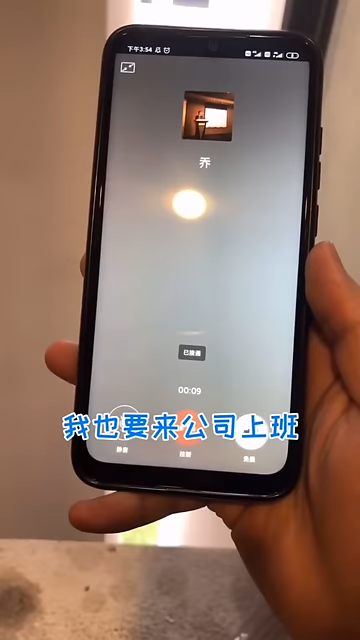 下午3:54
乔
已接通
00:09
我也要来公司上班
静音
挂断
免提